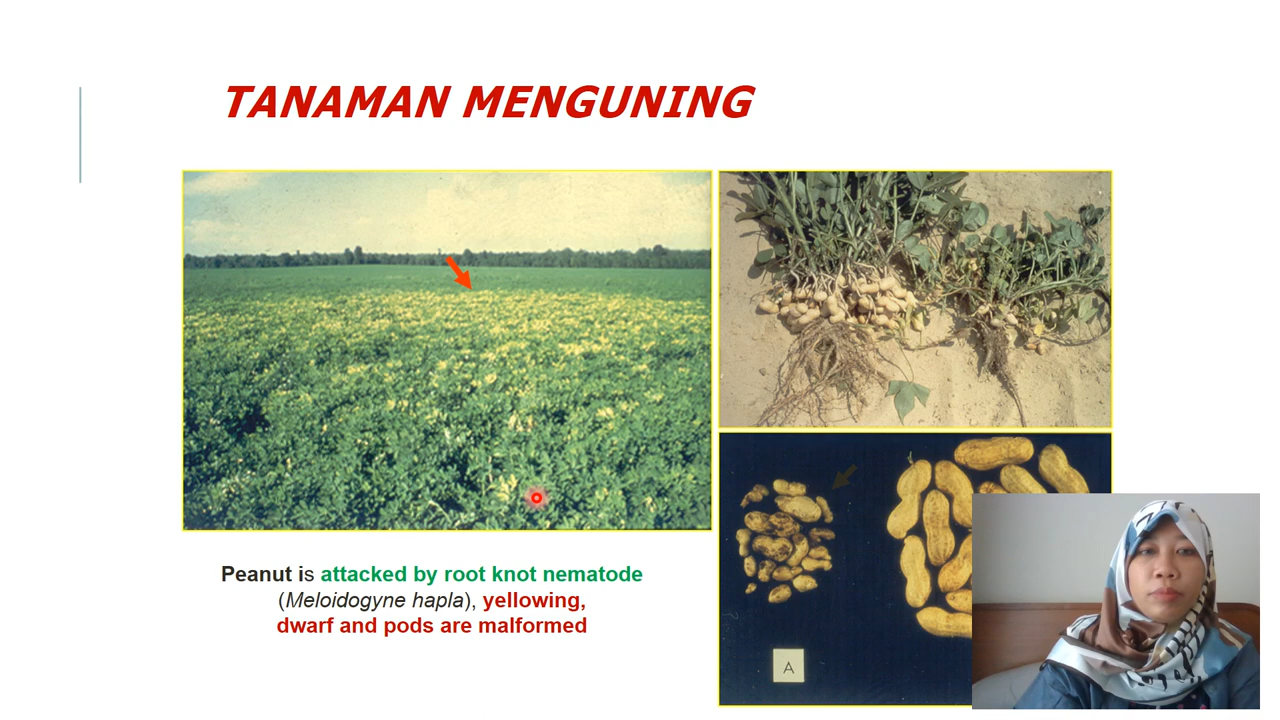 TANAMAN MENGUNING
Peanut is attacked by root knot nematode
(Meloidogyne hapla), yellowing,
dwarf and pods are malformed
A